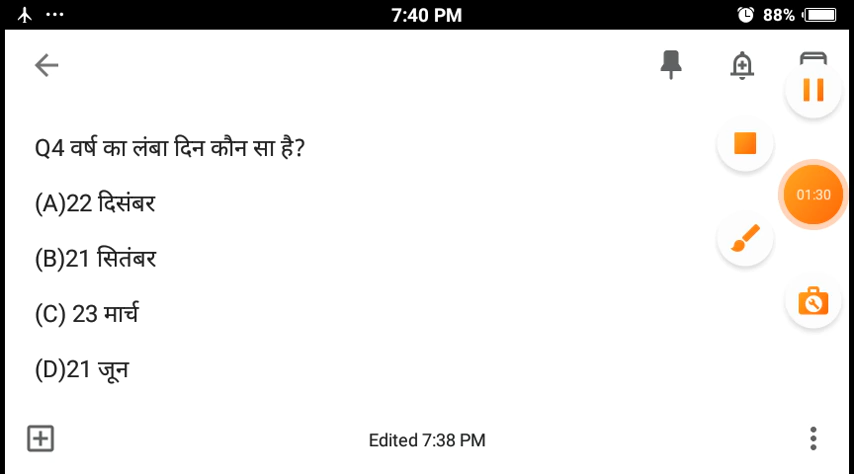 7:40 PM
88%
Q4 वर्ष का लंबा दिन कौन सा है?
(A)22 दिसंबर
(B)21 सितंबर
01:30
(C) 23 मार्च
(D)21 जून
Edited 7:38 PM